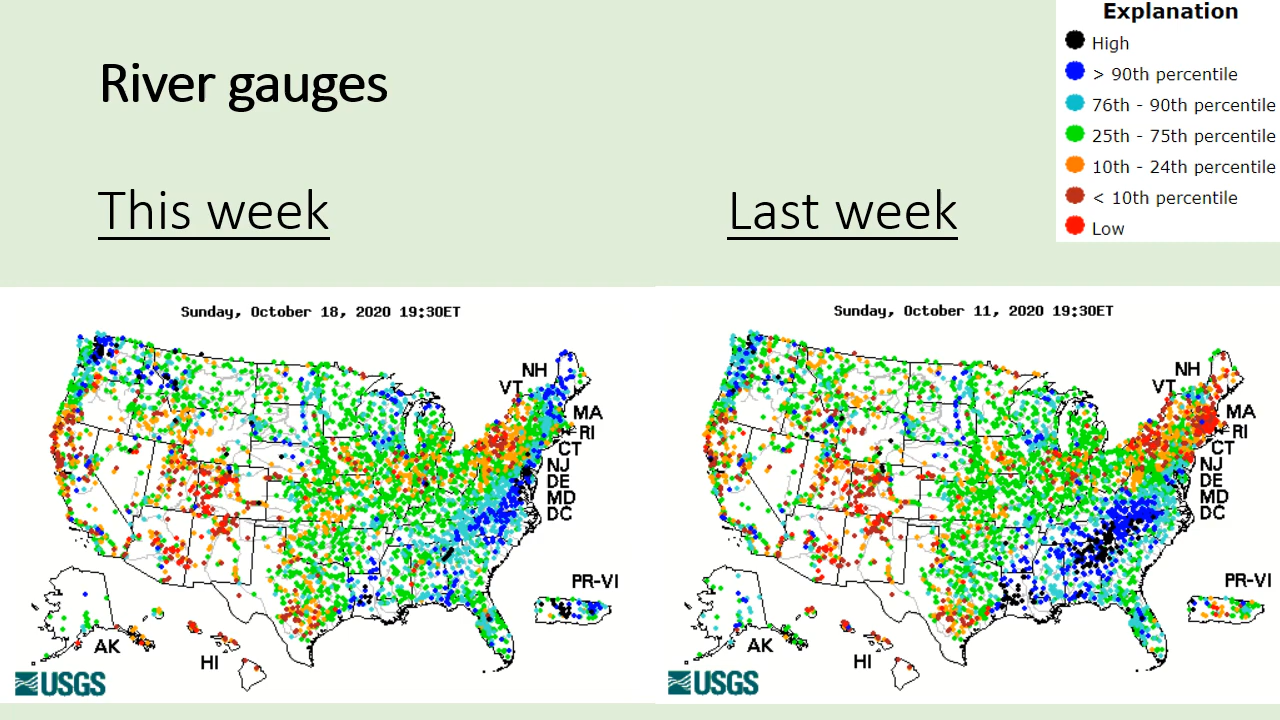 Explanation
High
> 90th percentile
76th - 90th percentile
25th - 75th percentile
10th - 24th percentile
< 10th percentile
Low
River gauges
This week
Last week
Sunday, October 18, 2020 19:30ET
NH
VT
MA
RI
CT
NJ
DE
MD
DC
PR-VI
AK
HI
USGS
Sunday, October 11, 2020 19:30ET
NH
VT
MA
RI
CT
NJ
DE
MD
DC
PR-VI
AK
HI
USGS